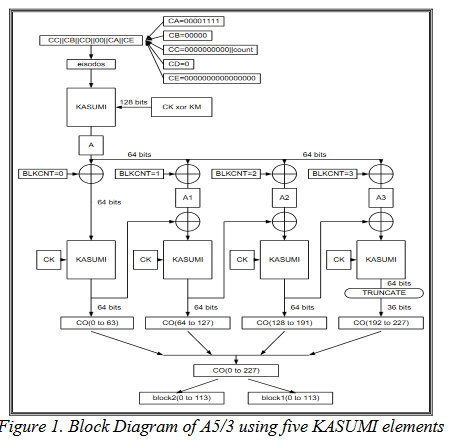 CA=00001111
CB=00000
CC||CB||CD||00||CA||CE
CC=0000000000||count
CD=0
CE=0000000000000000
eisodos
KASUMI
128 bits
CK xor KM
A
64 bits
64 bits
BLKCNT=0
BLKCNT=1
BLKCNT=2
BLKCNT=3
A1
A2
A3
64 bits
CK
KASUMI
CK
KASUMI
CK
KASUMI
CK
KASUMI
64 bits
TRUNCATE
64 bits
64 bits
64 bits
36 bits
CO(0 to 63)
CO(64 to 127)
CO(128 to 191)
CO(192 to 227)
CO(0 to 227)
block2(0 to 113)
block1(0 to 113)
Figure 1. Block Diagram of A5/3 using five KASUMI elements